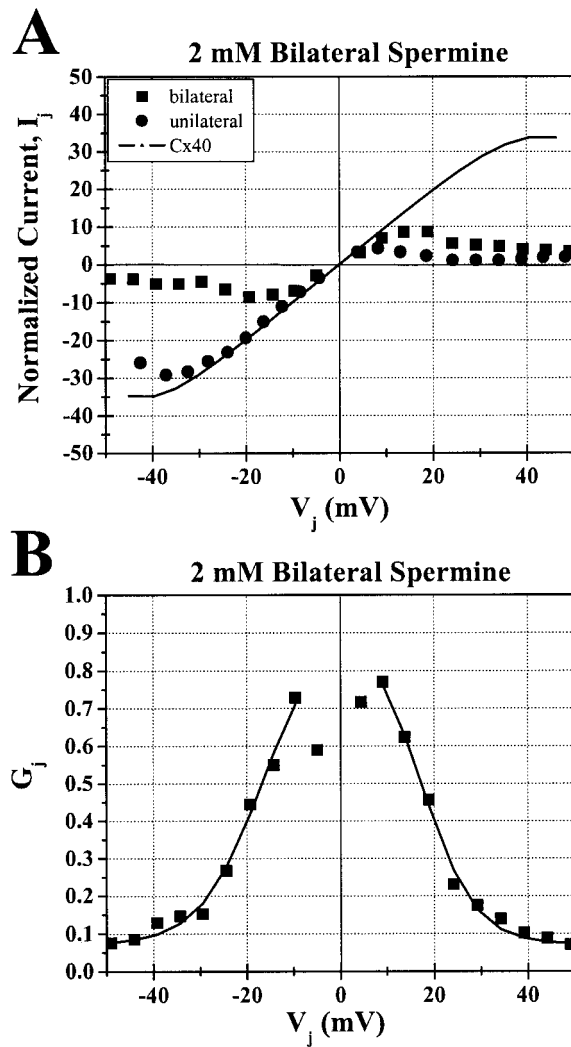 A
2 mM Bilateral Spermine
Normalized Current, Ij
50
40
30
20
10
0
-10
-20
-30
-40
-50
bilateral
unilateral
Cx40
-40 -20 0 20 40
Vj (mV)
B
2 mM Bilateral Spermine
Gj
1.0
0.9
0.8
0.7
0.6
0.5
0.4
0.3
0.2
0.1
0.0
-40 -20 0 20 40
Vj (mV)